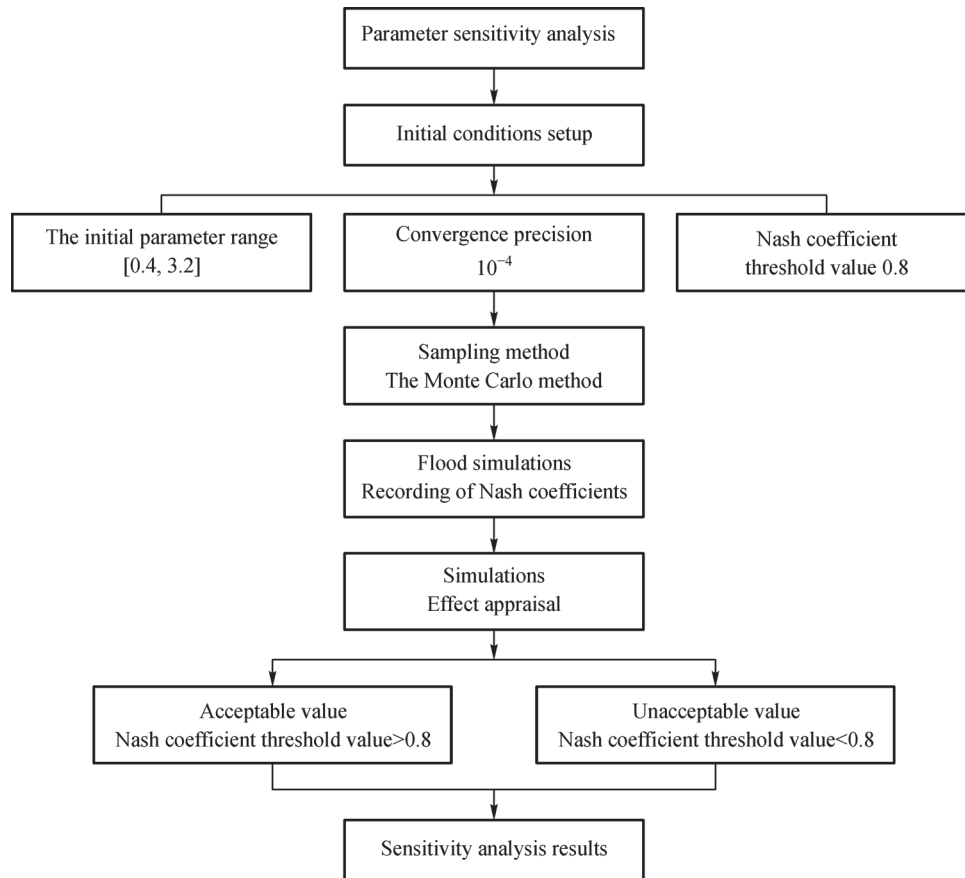 Parameter sensitivity analysis
Initial conditions setup
The initial parameter range
[0.4, 3.2]
Convergence precision
10⁻⁴
Nash coefficient
threshold value 0.8
Sampling method
The Monte Carlo method
Flood simulations
Recording of Nash coefficients
Simulations
Effect appraisal
Acceptable value
Nash coefficient threshold value>0.8
Unacceptable value
Nash coefficient threshold value<0.8
Sensitivity analysis results